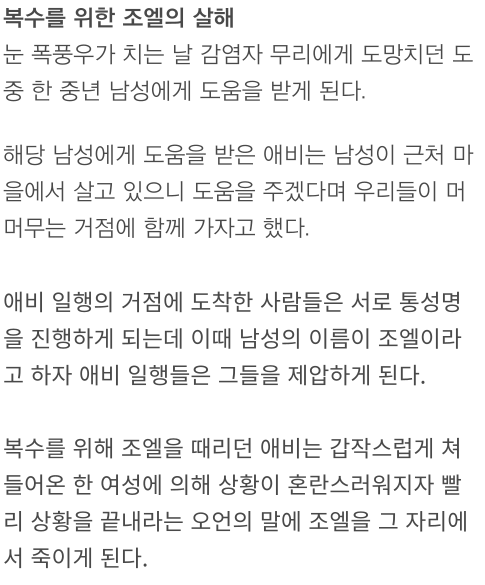 복수를 위한 조엘의 살해
눈 폭풍우가 치는 날 감염자 무리에게 도망치던 도
중 한 중년 남성에게 도움을 받게 된다.
해당 남성에게 도움을 받은 애비는 남성이 근처 마
을에서 살고 있으니 도움을 주겠다며 우리들이 머
머무는 거점에 함께 가자고 했다.
애비 일행의 거점에 도착한 사람들은 서로 통성명
을 진행하게 되는데 이때 남성의 이름이 조엘이라
고 하자 애비 일행들은 그들을 제압하게 된다.
복수를 위해 조엘을 때리던 애비는 갑작스럽게 쳐
들어온 한 여성에 의해 상황이 혼란스러워지자 빨
리 상황을 끝내라는 오언의 말에 조엘을 그 자리에
서 죽이게 된다.